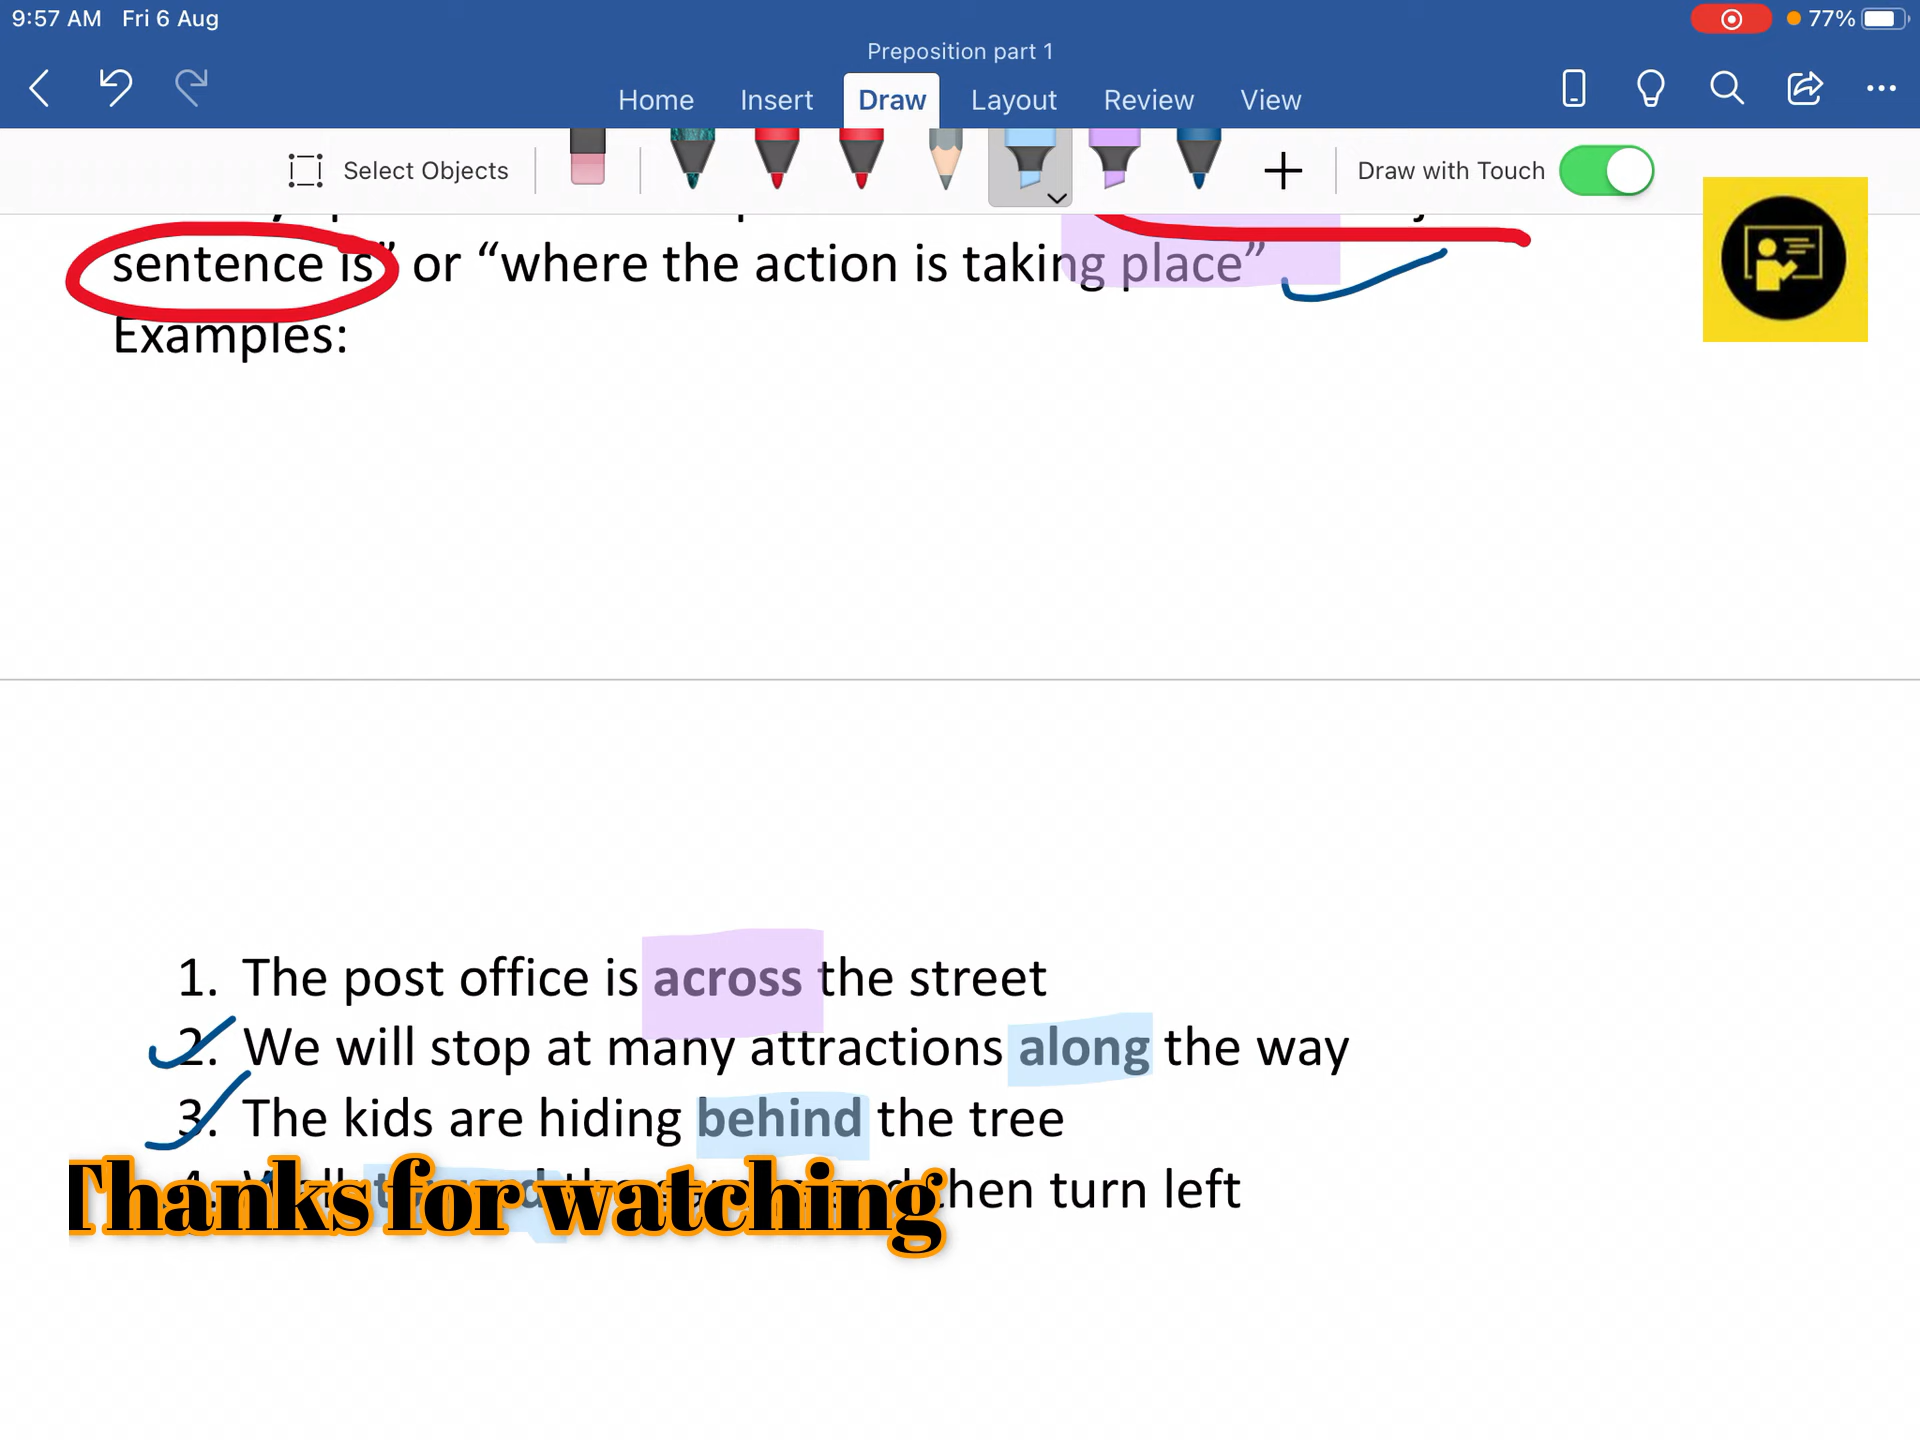 9:57 AM Fri 6 Aug
77%
Preposition part 1
Home Insert Draw Layout Review View
Select Objects
Draw with Touch
sentence is” or “where the action is taking place”
Examples:
1. The post office is across the street
2. We will stop at many attractions along the way
3. The kids are hiding behind the tree
then turn left
Thanks for watching